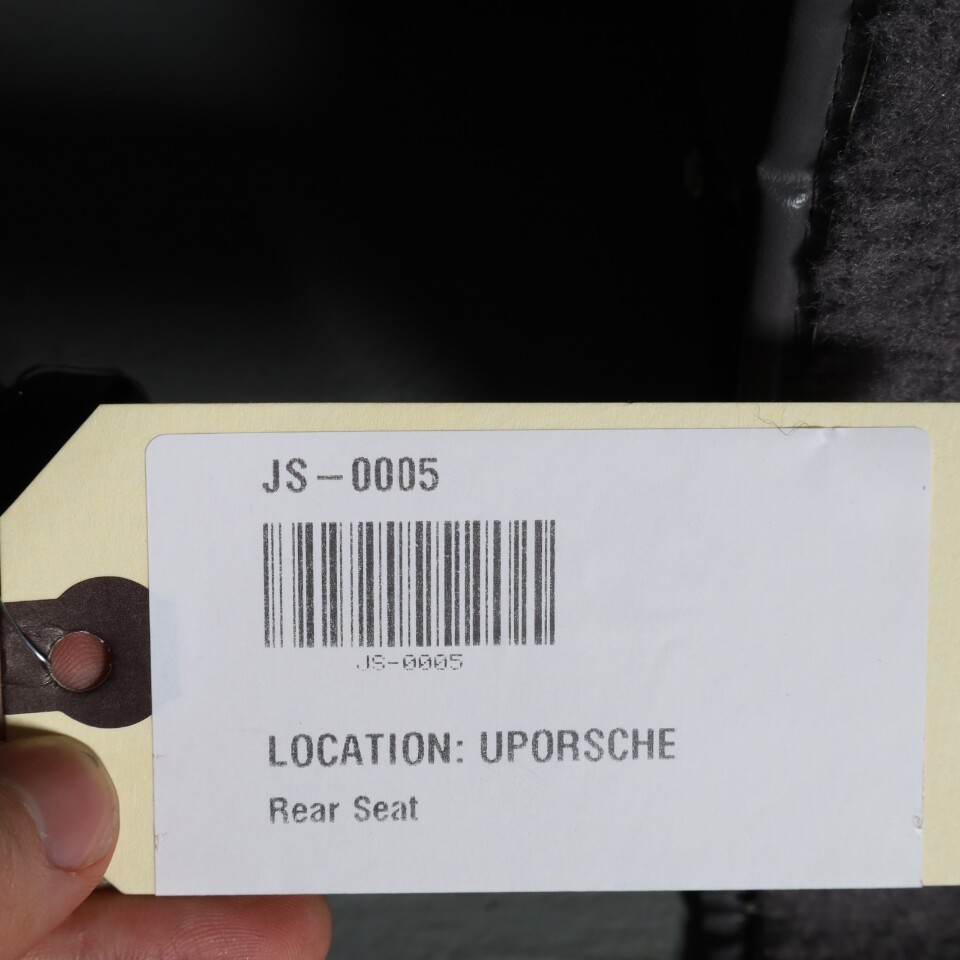 JS-0005
JS-0005
LOCATION: UPORSCHE
Rear Seat